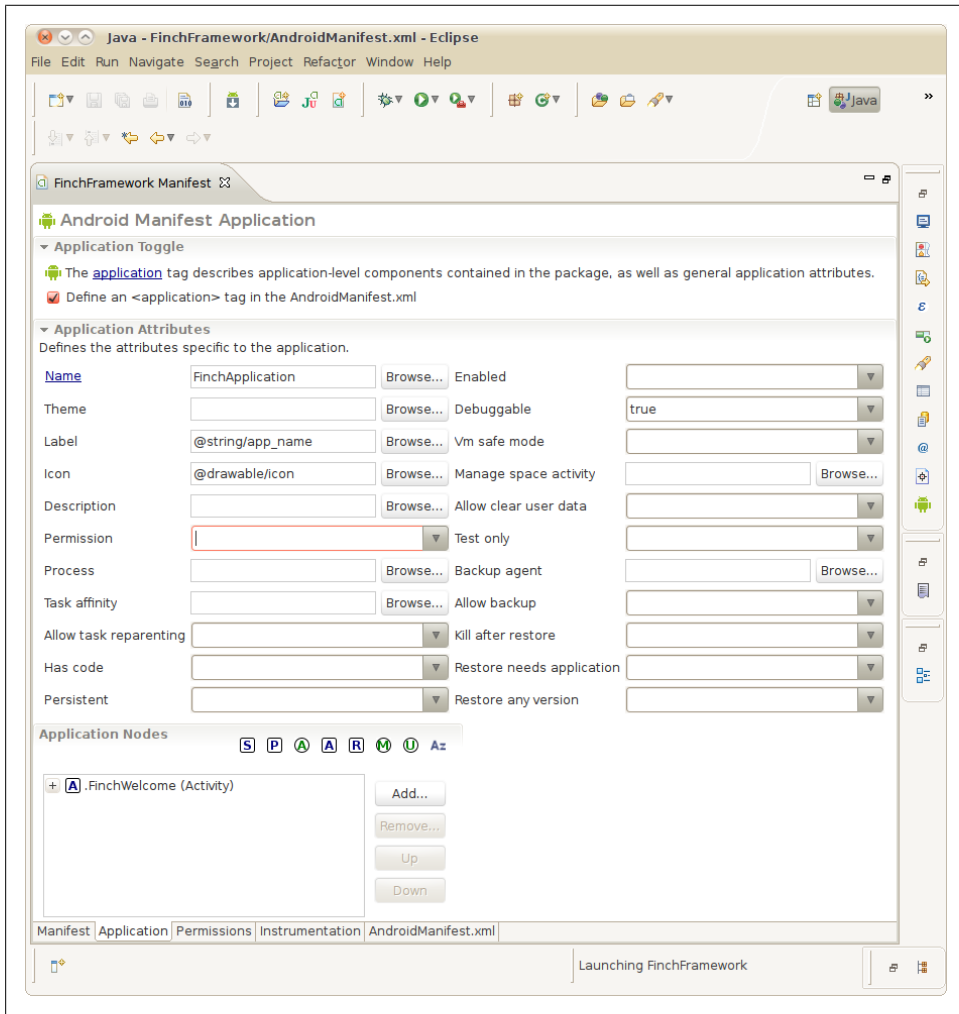 Java - FinchFramework/AndroidManifest.xml - Eclipse
File Edit Run Navigate Search Project Refactor Window Help
Java »
FinchFramework Manifest
Android Manifest Application
Application Toggle
The application tag describes application-level components contained in the package, as well as general application attributes.
Define an <application> tag in the AndroidManifest.xml
Application Attributes
Defines the attributes specific to the application.
Name FinchApplication Browse... Enabled
Theme Browse... Debuggable true
Label @string/app_name Browse... Vm safe mode
Icon @drawable/icon Browse... Manage space activity Browse...
Description Browse... Allow clear user data
Permission Test only
Process Browse... Backup agent Browse...
Task affinity Browse... Allow backup
Allow task reparenting Kill after restore
Has code Restore needs application
Persistent Restore any version
Application Nodes S P A A R M U Az
A .FinchWelcome (Activity)
Add...
Remove...
Up
Down
Manifest Application Permissions Instrumentation AndroidManifest.xml
Launching FinchFramework